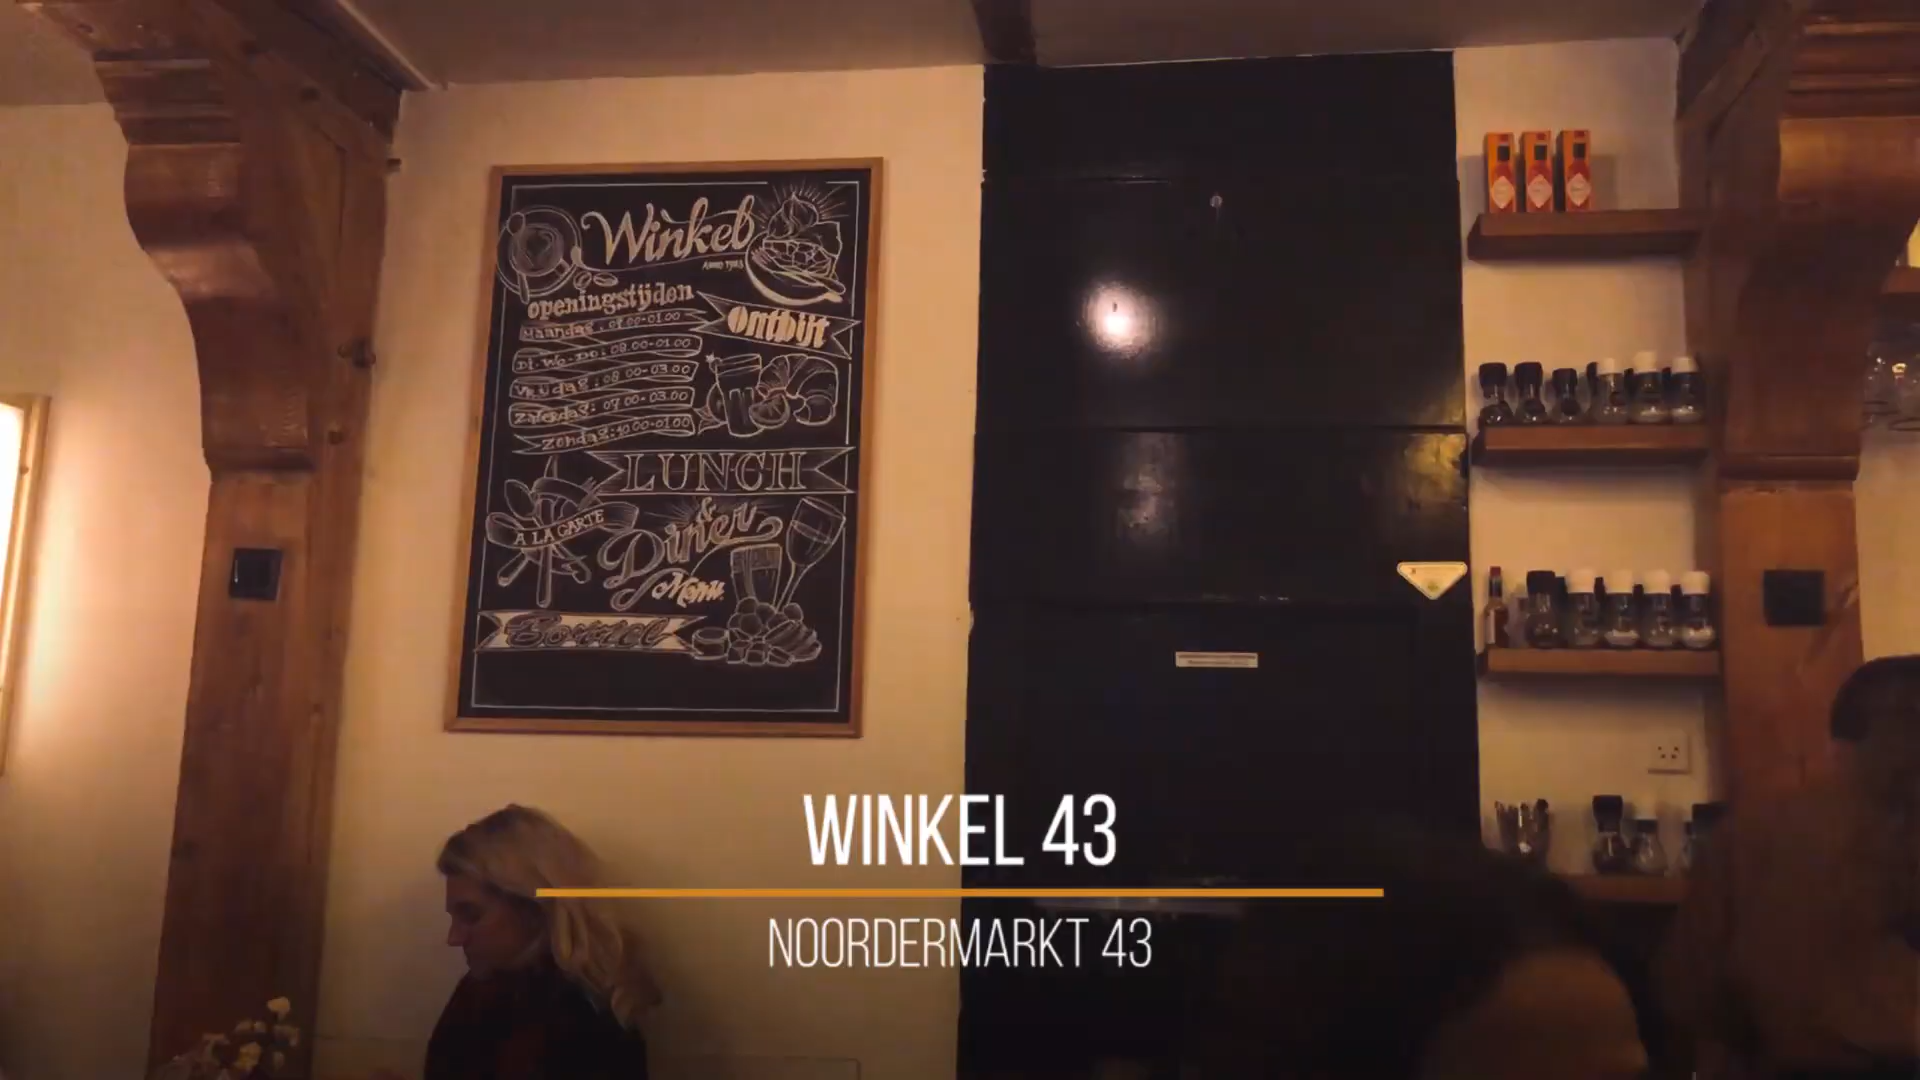 Winkel
ANNO 1983
openingstijden
Maandag: 07.00-01.00
Di-Wo-Do: 08.00-01.00
Vrijdag: 08.00-03.00
Zaterdag: 07.00-03.00
Zondag: 10.00-01.00
Ontbijt
LUNCH
A LA CARTE
& Diner
Menu.
Borrel
WINKEL 43
NOORDERMARKT 43